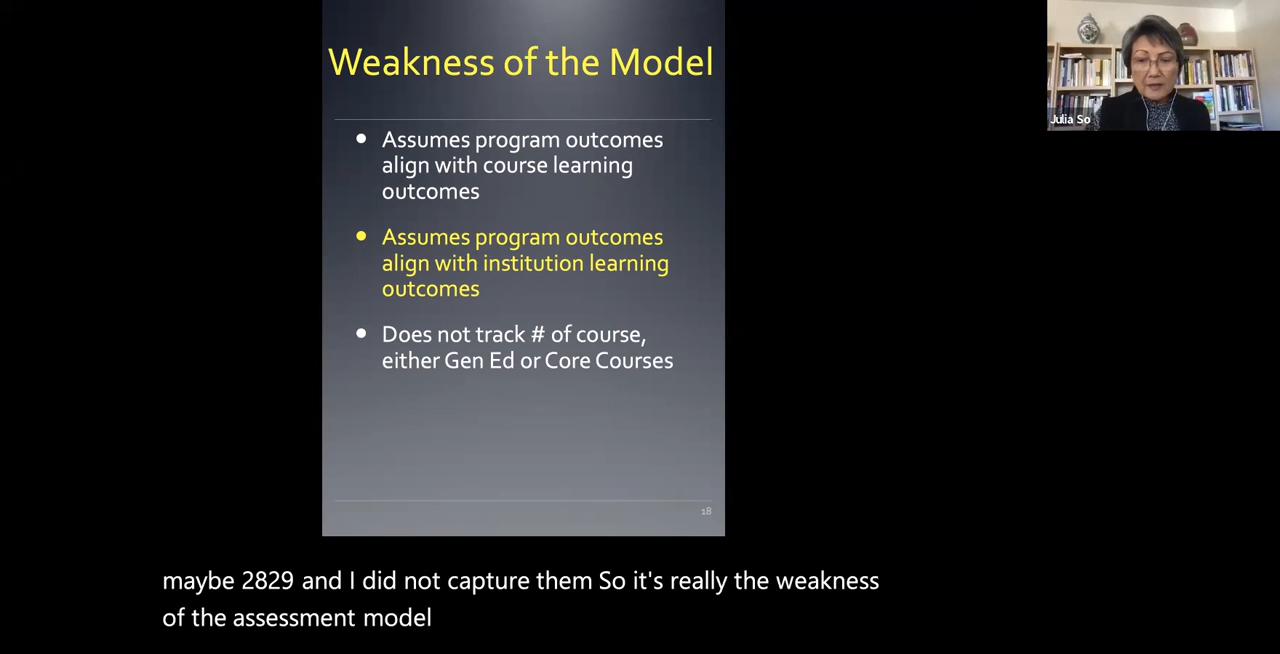 Weakness of the Model
Julia So
• Assumes program outcomes
align with course learning
outcomes
• Assumes program outcomes
align with institution learning
outcomes
• Does not track # of course,
either Gen Ed or Core Courses
18
maybe 2829 and I did not capture them So it's really the weakness
of the assessment model